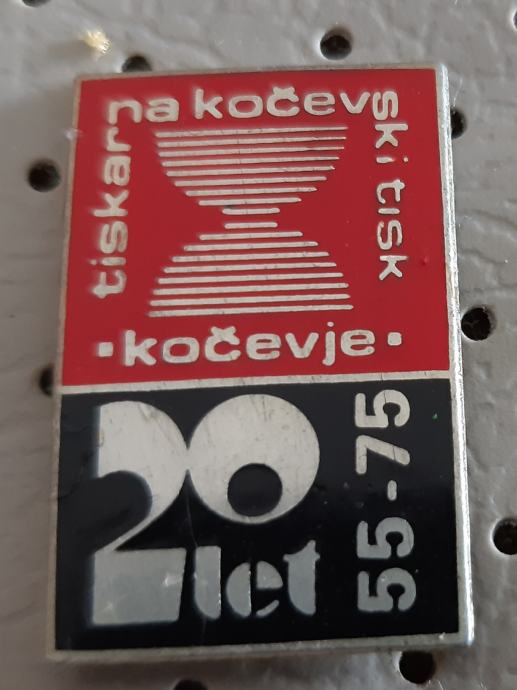 tiskarna kočevski tisk
·kočevje·
20 let
55-75